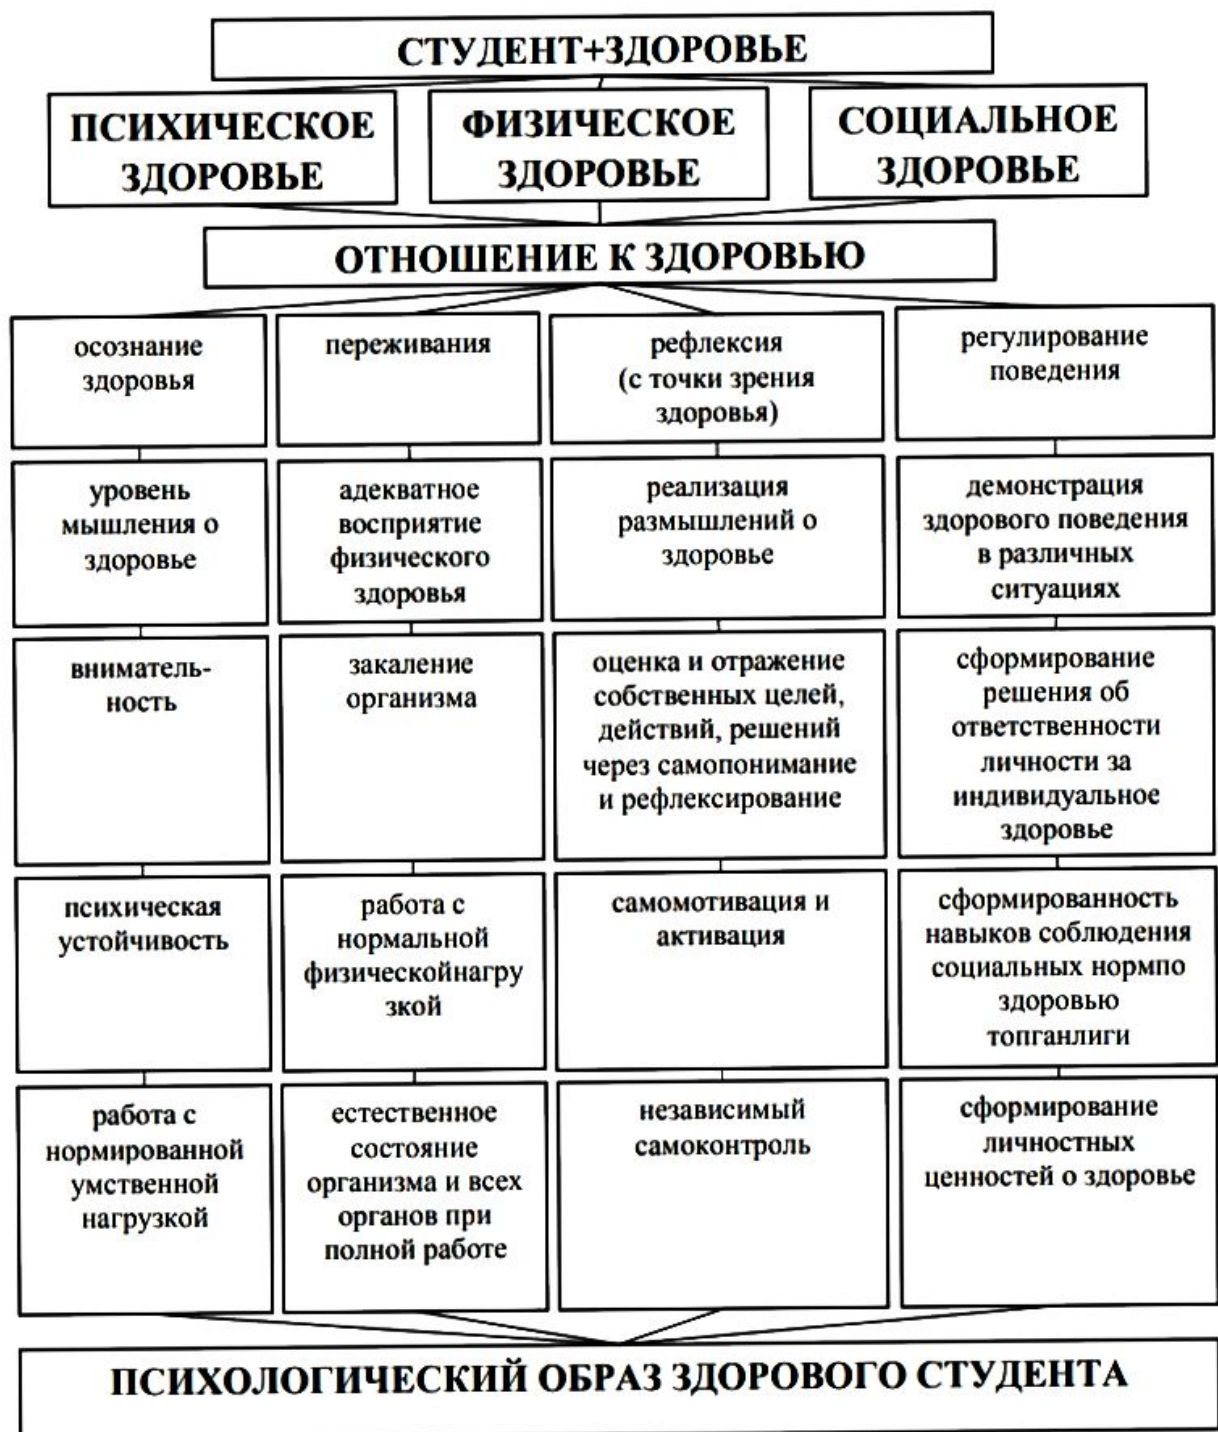 СТУДЕНТ+ЗДОРОВЬЕ
ПСИХИЧЕСКОЕ
ЗДОРОВЬЕ
ФИЗИЧЕСКОЕ
ЗДОРОВЬЕ
СОЦИАЛЬНОЕ
ЗДОРОВЬЕ
ОТНОШЕНИЕ К ЗДОРОВЬЮ
осознание
здоровья
переживания
рефлексия
(с точки зрения
здоровья)
регулирование
поведения
уровень
мышления о
здоровье
адекватное
восприятие
физического
здоровья
реализация
размышлений о
здоровье
демонстрация
здорового поведения
в различных
ситуациях
вниматель-
ность
закаление
организма
оценка и отражение
собственных целей,
действий, решений
через самопонимание
и рефлексирование
сформирование
решения об
ответственности
личности за
индивидуальное
здоровье
психическая
устойчивость
работа с
нормальной
физическойнагру
зкой
самомотивация и
активация
сформированность
навыков соблюдения
социальных нормпо
здоровью
топганлиги
работа с
нормированной
умственной
нагрузкой
естественное
состояние
организма и всех
органов при
полной работе
независимый
самоконтроль
сформирование
личностных
ценностей о здоровье
ПСИХОЛОГИЧЕСКИЙ ОБРАЗ ЗДОРОВОГО СТУДЕНТА